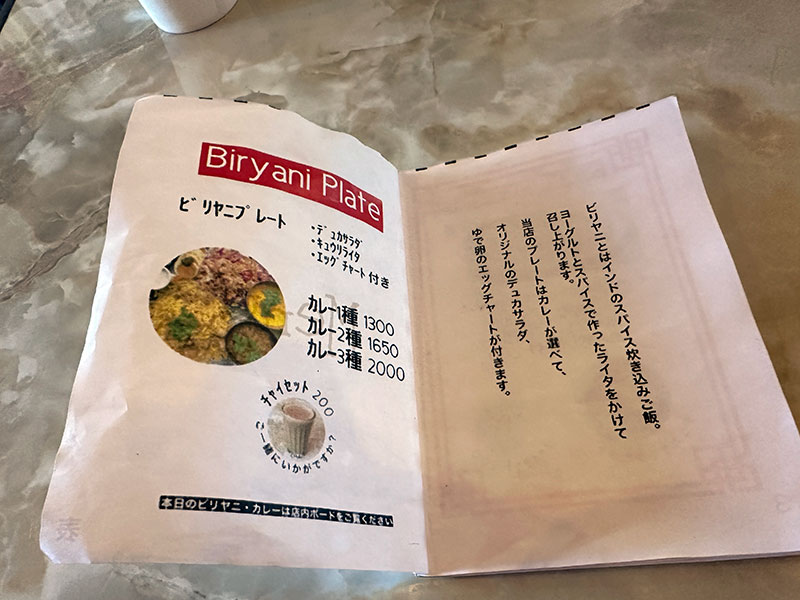 Biryani Plate
ビリヤニプレート
・デュカサラダ
・キュウリライタ
・エッグチャート付き
カレー1種 1300
カレー2種 1650
カレー3種 2000
チャイセット 200
ご一緒にいかがですか?
本日のビリヤニ・カレーは店内ボードをご覧ください
ビリヤニとはインドのスパイス炊き込みご飯。
ヨーグルトとスパイスで作ったライタをかけて
召し上がります。
当店のプレートはカレーが選べて、
オリジナルのデュカサラダ、
ゆで卵のエッグチャートが付きます。